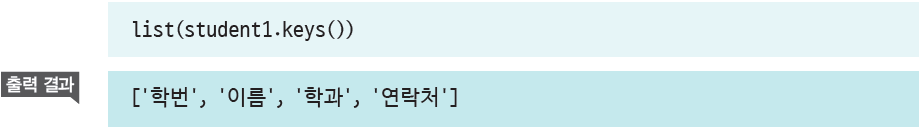 list(student1.keys())
출력 결과
['학번', '이름', '학과', '연락처']